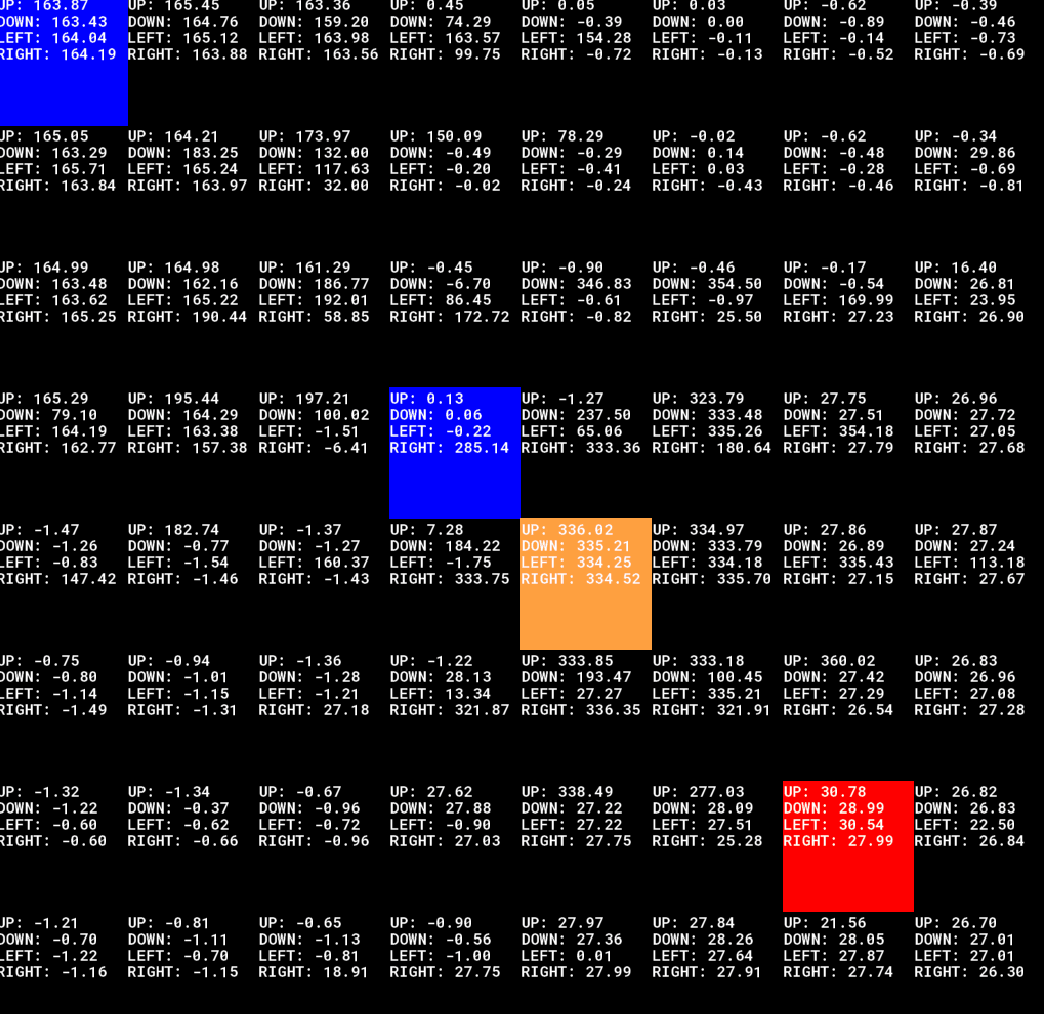 UP: 163.87 UP: 165.45 UP: 163.36 UP: 0.45 UP: 0.05 UP: 0.03 UP: -0.62 UP: -0.39
DOWN: 163.43 DOWN: 164.76 DOWN: 159.20 DOWN: 74.29 DOWN: -0.39 DOWN: 0.00 DOWN: -0.89 DOWN: -0.46
LEFT: 164.04 LEFT: 165.12 LEFT: 163.98 LEFT: 163.57 LEFT: 154.28 LEFT: -0.11 LEFT: -0.14 LEFT: -0.73
RIGHT: 164.19 RIGHT: 163.88 RIGHT: 163.56 RIGHT: 99.75 RIGHT: -0.72 RIGHT: -0.13 RIGHT: -0.52 RIGHT: -0.69
UP: 165.05 UP: 164.21 UP: 173.97 UP: 150.09 UP: 78.29 UP: -0.02 UP: -0.62 UP: -0.34
DOWN: 163.29 DOWN: 183.25 DOWN: 132.00 DOWN: -0.49 DOWN: -0.29 DOWN: 0.14 DOWN: -0.48 DOWN: 29.86
LEFT: 165.71 LEFT: 165.24 LEFT: 117.63 LEFT: -0.20 LEFT: -0.41 LEFT: 0.03 LEFT: -0.28 LEFT: -0.69
RIGHT: 163.84 RIGHT: 163.97 RIGHT: 32.00 RIGHT: -0.02 RIGHT: -0.24 RIGHT: -0.43 RIGHT: -0.46 RIGHT: -0.81
UP: 164.99 UP: 164.98 UP: 161.29 UP: -0.45 UP: -0.90 UP: -0.46 UP: -0.17 UP: 16.40
DOWN: 163.48 DOWN: 162.16 DOWN: 186.77 DOWN: -6.70 DOWN: 346.83 DOWN: 354.50 DOWN: -0.54 DOWN: 26.81
LEFT: 163.62 LEFT: 165.22 LEFT: 192.01 LEFT: 86.45 LEFT: -0.61 LEFT: -0.97 LEFT: 169.99 LEFT: 23.95
RIGHT: 165.25 RIGHT: 190.44 RIGHT: 58.85 RIGHT: 172.72 RIGHT: -0.82 RIGHT: 25.50 RIGHT: 27.23 RIGHT: 26.90
UP: 165.29 UP: 195.44 UP: 197.21 UP: 0.13 UP: -1.27 UP: 323.79 UP: 27.75 UP: 26.96
DOWN: 79.10 DOWN: 164.29 DOWN: 100.02 DOWN: 0.06 DOWN: 237.50 DOWN: 333.48 DOWN: 27.51 DOWN: 27.72
LEFT: 164.19 LEFT: 163.38 LEFT: -1.51 LEFT: -0.22 LEFT: 65.06 LEFT: 335.26 LEFT: 354.18 LEFT: 27.05
RIGHT: 162.77 RIGHT: 157.38 RIGHT: -6.41 RIGHT: 285.14 RIGHT: 333.36 RIGHT: 180.64 RIGHT: 27.79 RIGHT: 27.68
UP: -1.47 UP: 182.74 UP: -1.37 UP: 7.28 UP: 336.02 UP: 334.97 UP: 27.86 UP: 27.87
DOWN: -1.26 DOWN: -0.77 DOWN: -1.27 DOWN: 184.22 DOWN: 335.21 DOWN: 333.79 DOWN: 26.89 DOWN: 27.24
LEFT: -0.83 LEFT: -1.54 LEFT: 160.37 LEFT: -1.75 LEFT: 334.25 LEFT: 334.18 LEFT: 335.43 LEFT: 113.18
RIGHT: 147.42 RIGHT: -1.46 RIGHT: -1.43 RIGHT: 333.75 RIGHT: 334.52 RIGHT: 335.70 RIGHT: 27.15 RIGHT: 27.67
UP: -0.75 UP: -0.94 UP: -1.36 UP: -1.22 UP: 333.85 UP: 333.18 UP: 360.02 UP: 26.83
DOWN: -0.80 DOWN: -1.01 DOWN: -1.28 DOWN: 28.13 DOWN: 193.47 DOWN: 100.45 DOWN: 27.42 DOWN: 26.96
LEFT: -1.14 LEFT: -1.15 LEFT: -1.21 LEFT: 13.34 LEFT: 27.27 LEFT: 335.21 LEFT: 27.29 LEFT: 27.08
RIGHT: -1.49 RIGHT: -1.31 RIGHT: 27.18 RIGHT: 321.87 RIGHT: 336.35 RIGHT: 321.91 RIGHT: 26.54 RIGHT: 27.28
UP: -1.32 UP: -1.34 UP: -0.67 UP: 27.62 UP: 338.49 UP: 277.03 UP: 30.78 UP: 26.82
DOWN: -1.22 DOWN: -0.37 DOWN: -0.96 DOWN: 27.88 DOWN: 27.22 DOWN: 28.09 DOWN: 28.99 DOWN: 26.83
LEFT: -0.60 LEFT: -0.62 LEFT: -0.72 LEFT: -0.90 LEFT: 27.22 LEFT: 27.51 LEFT: 30.54 LEFT: 22.50
RIGHT: -0.60 RIGHT: -0.66 RIGHT: -0.96 RIGHT: 27.03 RIGHT: 27.75 RIGHT: 25.28 RIGHT: 27.99 RIGHT: 26.84
UP: -1.21 UP: -0.81 UP: -0.65 UP: -0.90 UP: 27.97 UP: 27.84 UP: 21.56 UP: 26.70
DOWN: -0.70 DOWN: -1.11 DOWN: -1.13 DOWN: -0.56 DOWN: 27.36 DOWN: 28.26 DOWN: 28.05 DOWN: 27.01
LEFT: -1.22 LEFT: -0.70 LEFT: -0.81 LEFT: -1.00 LEFT: 0.01 LEFT: 27.64 LEFT: 27.87 LEFT: 27.01
RIGHT: -1.16 RIGHT: -1.15 RIGHT: 18.91 RIGHT: 27.75 RIGHT: 27.99 RIGHT: 27.91 RIGHT: 27.74 RIGHT: 26.30